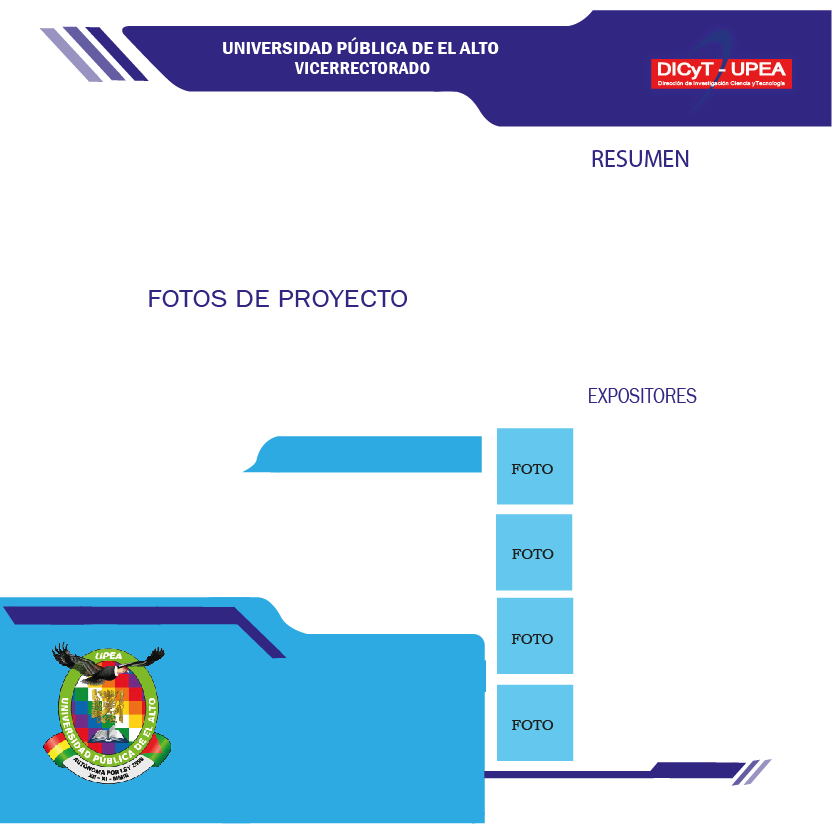 UNIVERSIDAD PÚBLICA DE EL ALTO
VICERRECTORADO
DICyT - UPEA
Dirección de Investigación Ciencia y Tecnología
RESUMEN
FOTOS DE PROYECTO
EXPOSITORES
FOTO
FOTO
FOTO
FOTO
UPEA
UNIVERSIDAD PÚBLICA DE EL ALTO
AUTÓNOMA POR LEY 2556